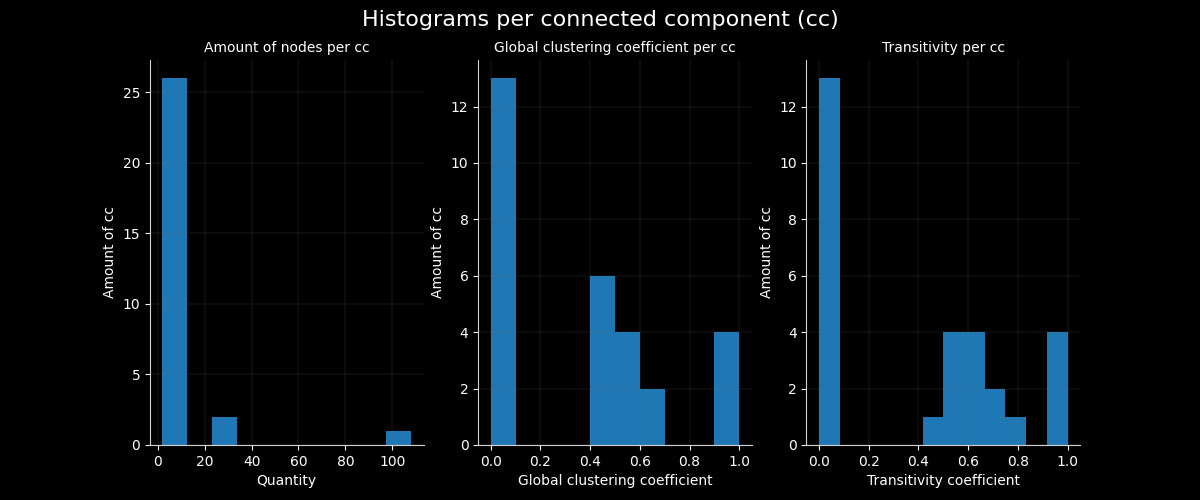 Histograms per connected component (cc)
Amount of nodes per cc
Amount of cc
25
20
15
10
5
0
0 20 40 60 80 100
Quantity
Global clustering coefficient per cc
Amount of cc
12
10
8
6
4
2
0
0.0 0.2 0.4 0.6 0.8 1.0
Global clustering coefficient
Transitivity per cc
Amount of cc
12
10
8
6
4
2
0
0.0 0.2 0.4 0.6 0.8 1.0
Transitivity coefficient